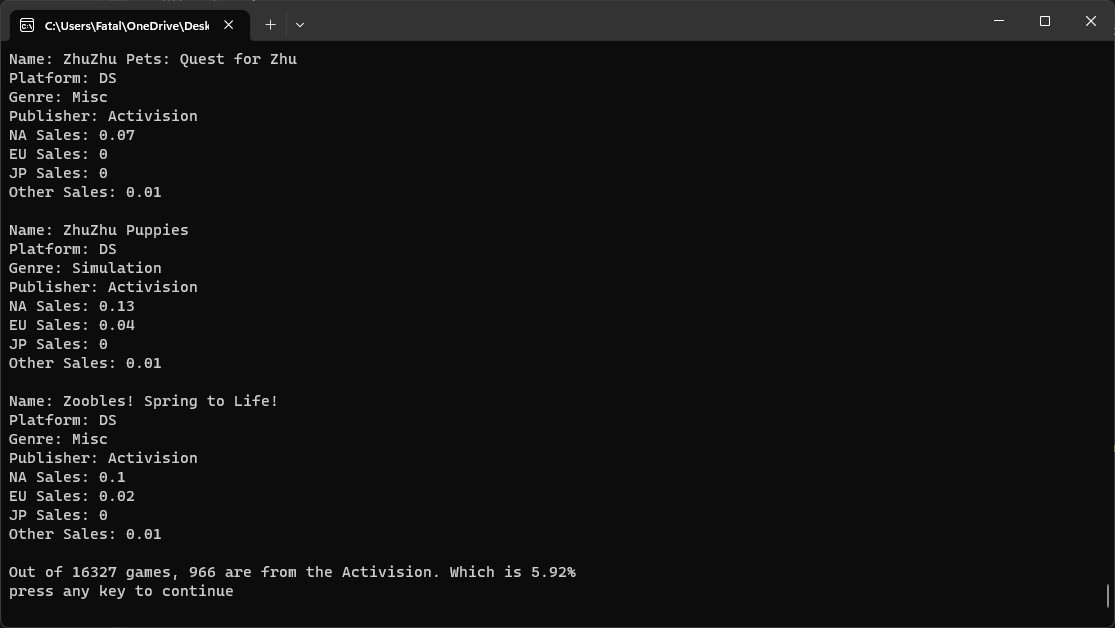 C:\Users\Fatal\OneDrive\Desk
Name: ZhuZhu Pets: Quest for Zhu
Platform: DS
Genre: Misc
Publisher: Activision
NA Sales: 0.07
EU Sales: 0
JP Sales: 0
Other Sales: 0.01
Name: ZhuZhu Puppies
Platform: DS
Genre: Simulation
Publisher: Activision
NA Sales: 0.13
EU Sales: 0.04
JP Sales: 0
Other Sales: 0.01
Name: Zoobles! Spring to Life!
Platform: DS
Genre: Misc
Publisher: Activision
NA Sales: 0.1
EU Sales: 0.02
JP Sales: 0
Other Sales: 0.01
Out of 16327 games, 966 are from the Activision. Which is 5.92%
press any key to continue